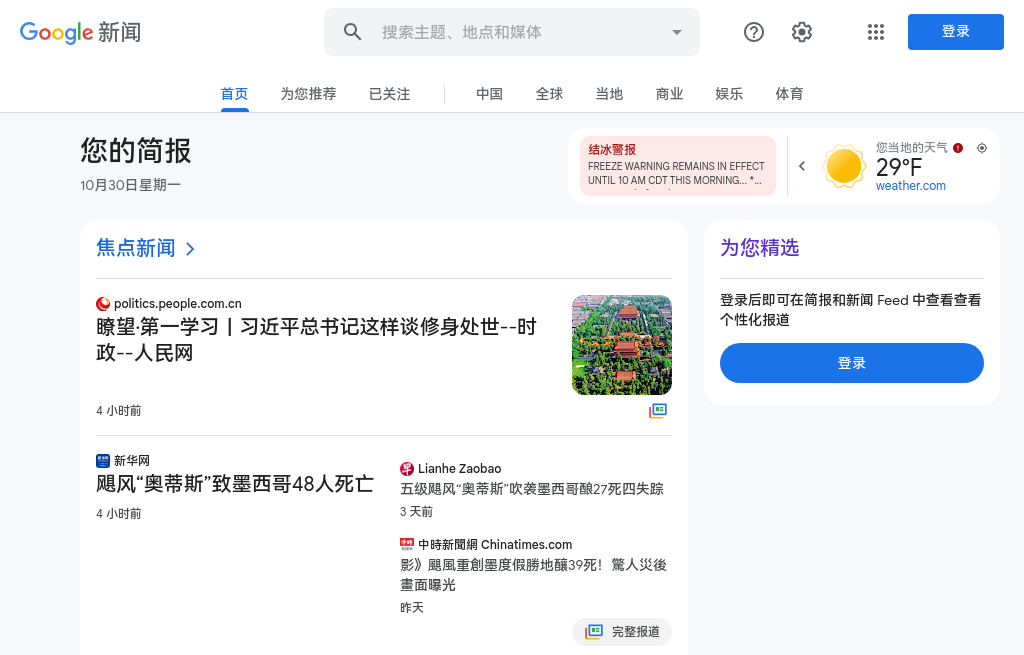 Google 新闻
搜索主题、地点和媒体
登录
首页
为您推荐
已关注
中国
全球
当地
商业
娱乐
体育
您的简报
10月30日星期一
结冰警报
FREEZE WARNING REMAINS IN EFFECT
UNTIL 10 AM CDT THIS MORNING... *…
您当地的天气
29°F
weather.com
焦点新闻
politics.people.com.cn
瞭望·第一学习丨习近平总书记这样谈修身处世--时
政--人民网
4 小时前
新华网
飓风“奥蒂斯”致墨西哥48人死亡
4 小时前
Lianhe Zaobao
五级飓风“奥蒂斯”吹袭墨西哥酿27死四失踪
3 天前
中時新聞網 Chinatimes.com
影》颶風重創墨度假勝地釀39死！驚人災後
畫面曝光
昨天
完整报道
为您精选
登录后即可在简报和新闻 Feed 中查看查看
个性化报道
登录